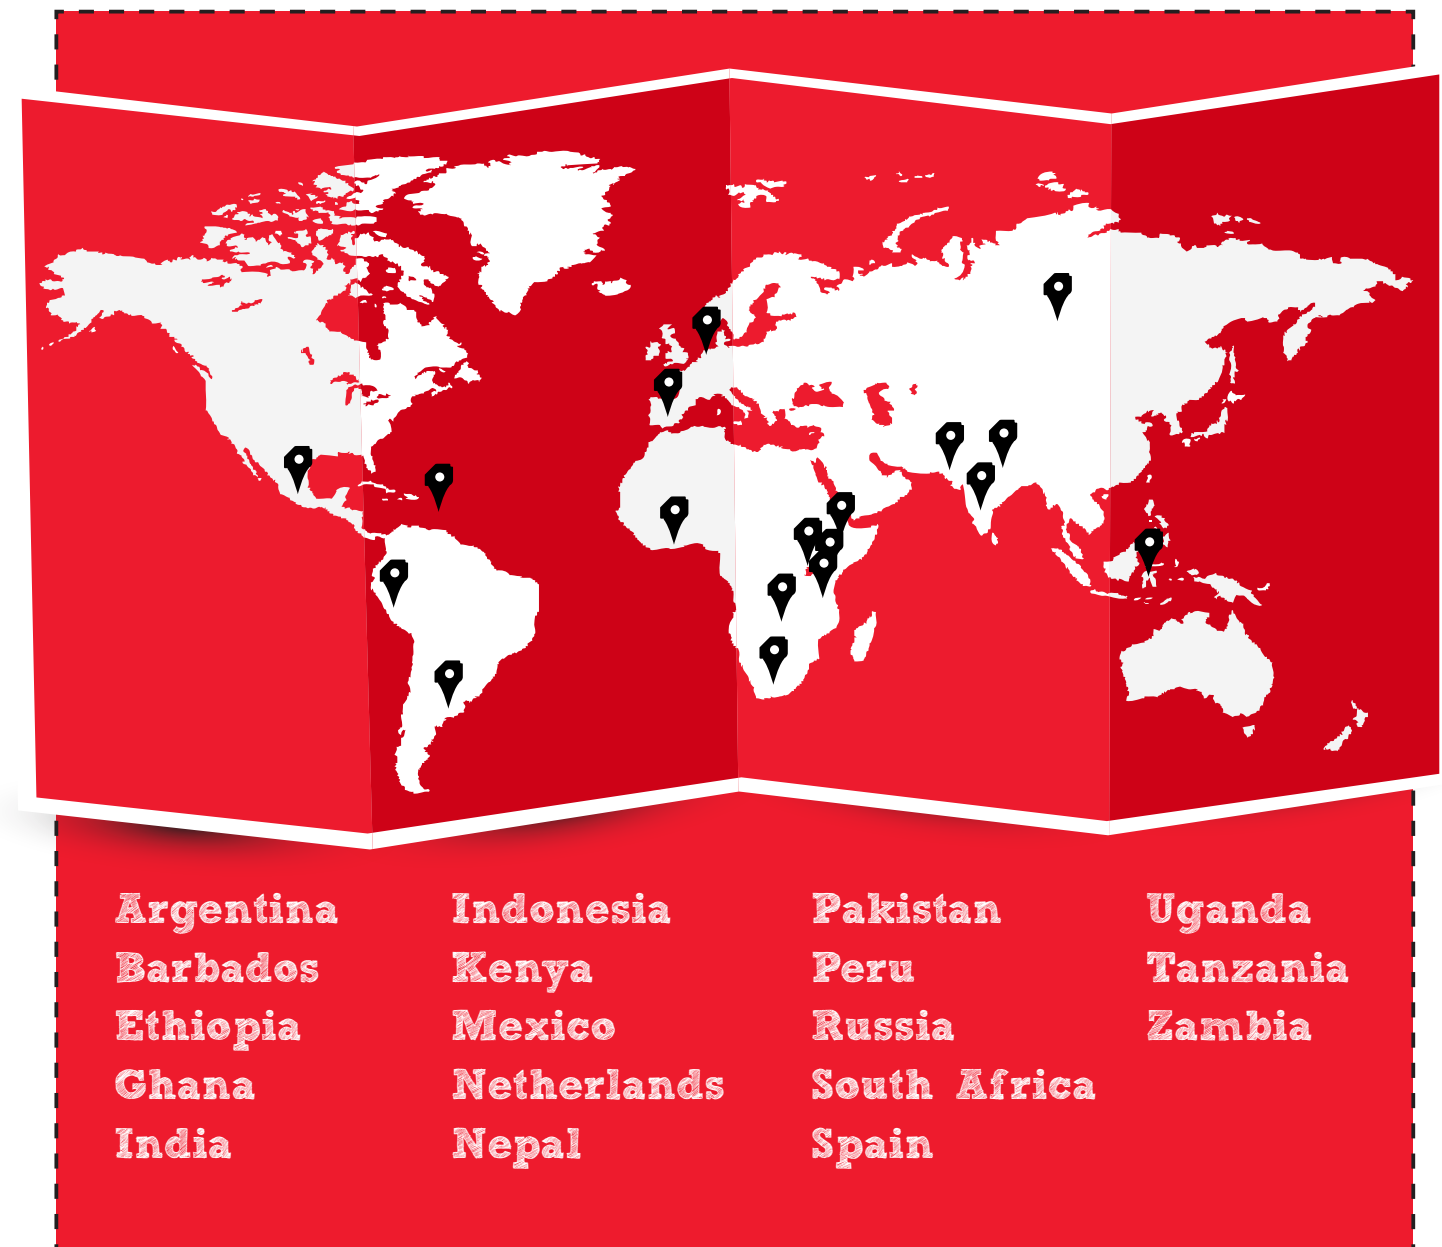 Argentina
Barbados
Ethiopia
Ghana
India
Indonesia
Kenya
Mexico
Netherlands
Nepal
Pakistan
Peru
Russia
South Africa
Spain
Uganda
Tanzania
Zambia